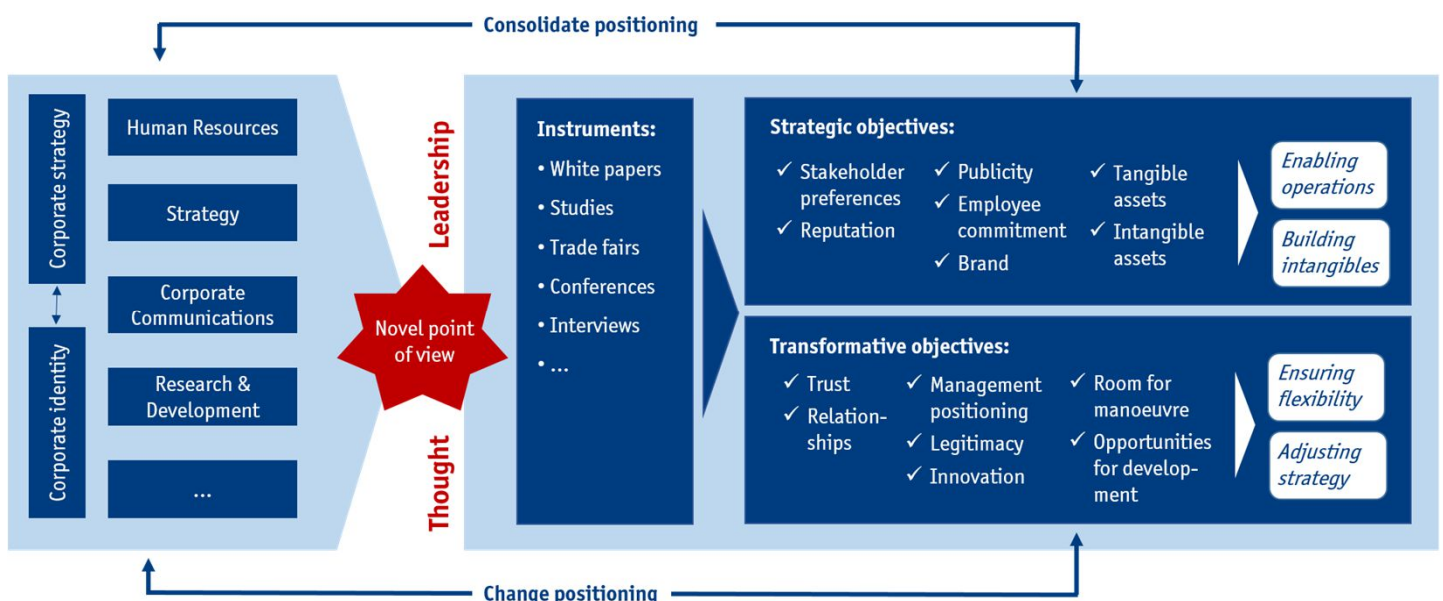 Consolidate positioning
Corporate strategy
Corporate identity
Human Resources
Strategy
Corporate
Communications
Research &
Development
...
Thought Leadership
Novel point
of view
Instruments:
• White papers
• Studies
• Trade fairs
• Conferences
• Interviews
• ...
Strategic objectives:
✓ Stakeholder
preferences
✓ Reputation
✓ Publicity
✓ Employee
commitment
✓ Brand
✓ Tangible
assets
✓ Intangible
assets
Enabling
operations
Building
intangibles
Transformative objectives:
✓ Trust
✓ Relation-
ships
✓ Management
positioning
✓ Legitimacy
✓ Innovation
✓ Room for
manoeuvre
✓ Opportunities
for develop-
ment
Ensuring
flexibility
Adjusting
strategy
Change positioning